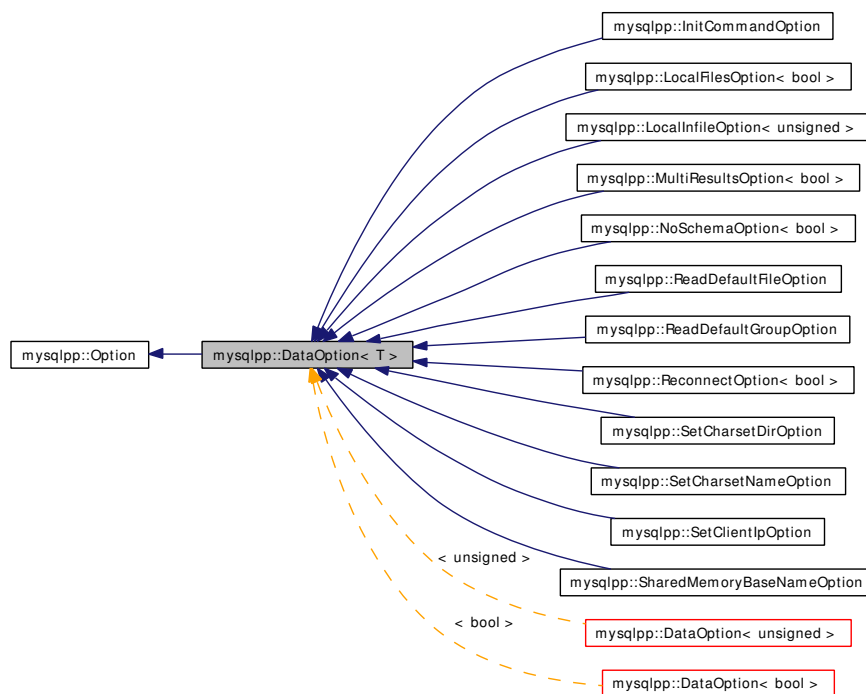 mysqlpp::InitCommandOption
mysqlpp::LocalFilesOption< bool >
mysqlpp::LocalInfileOption< unsigned >
mysqlpp::MultiResultsOption< bool >
mysqlpp::NoSchemaOption< bool >
mysqlpp::ReadDefaultFileOption
mysqlpp::ReadDefaultGroupOption
mysqlpp::Option
mysqlpp::DataOption< T >
mysqlpp::ReconnectOption< bool >
mysqlpp::SetCharsetDirOption
mysqlpp::SetCharsetNameOption
mysqlpp::SetClientIpOption
< unsigned >
mysqlpp::SharedMemoryBaseNameOption
< bool >
mysqlpp::DataOption< unsigned >
mysqlpp::DataOption< bool >